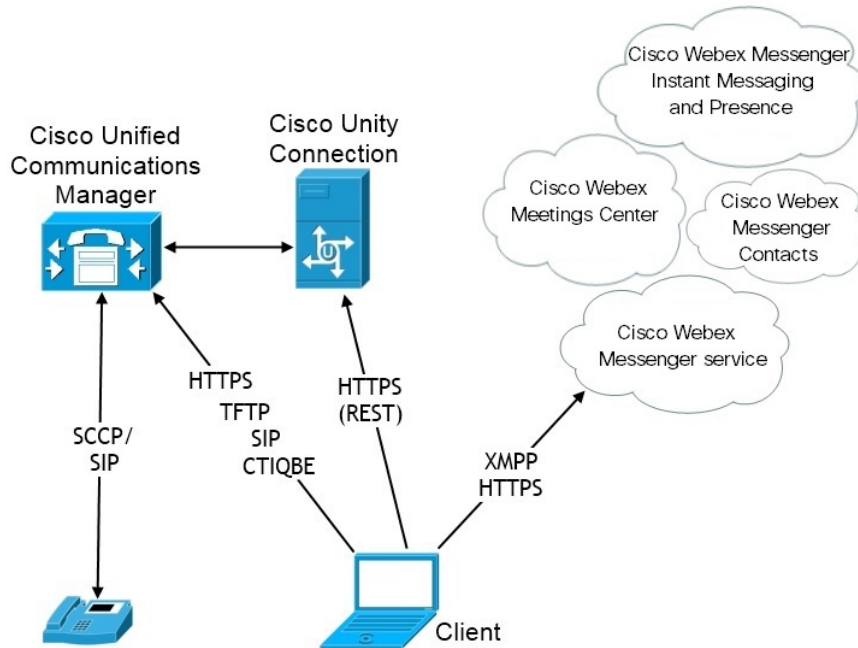 Cisco Unified
Communications
Manager
Cisco Unity
Connection
Cisco Webex Messenger
Instant Messaging
and Presence
Cisco Webex
Meetings Center
Cisco Webex
Messenger
Contacts
Cisco Webex
Messenger service
U
HTTPS
TFTP
SIP
CTIQBE
HTTPS
(REST)
SCCP/
SIP
XMPP
HTTPS
Client